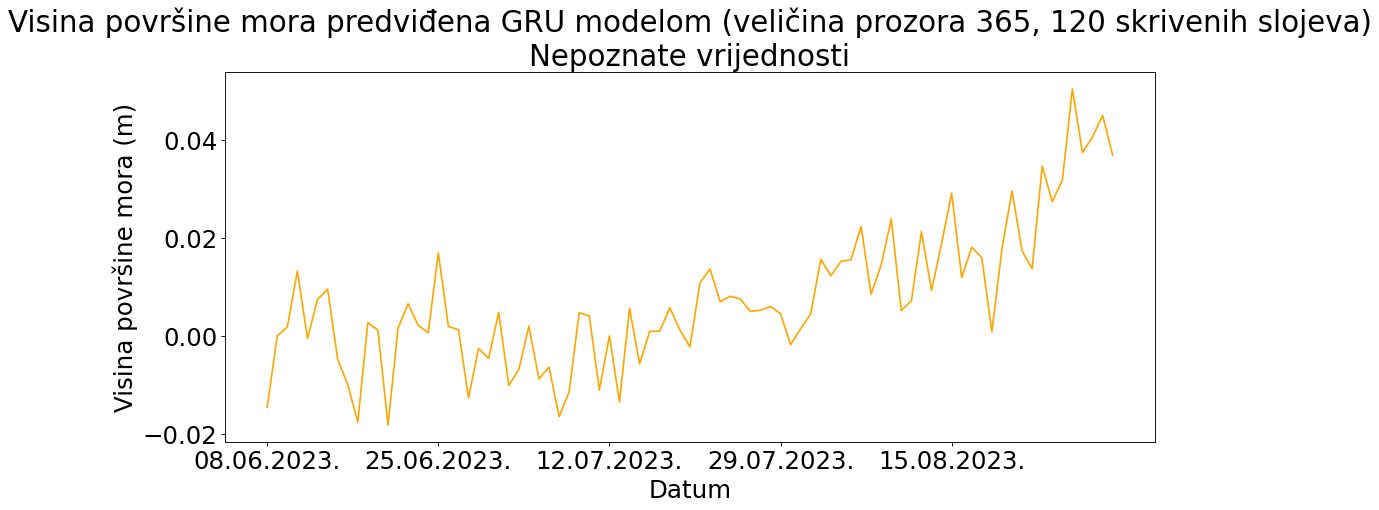 Visina površine mora predviđena GRU modelom (veličina prozora 365, 120 skrivenih slojeva)
Nepoznate vrijednosti
Visina površine mora (m)
0.04
0.02
0.00
−0.02
08.06.2023. 25.06.2023. 12.07.2023. 29.07.2023. 15.08.2023.
Datum